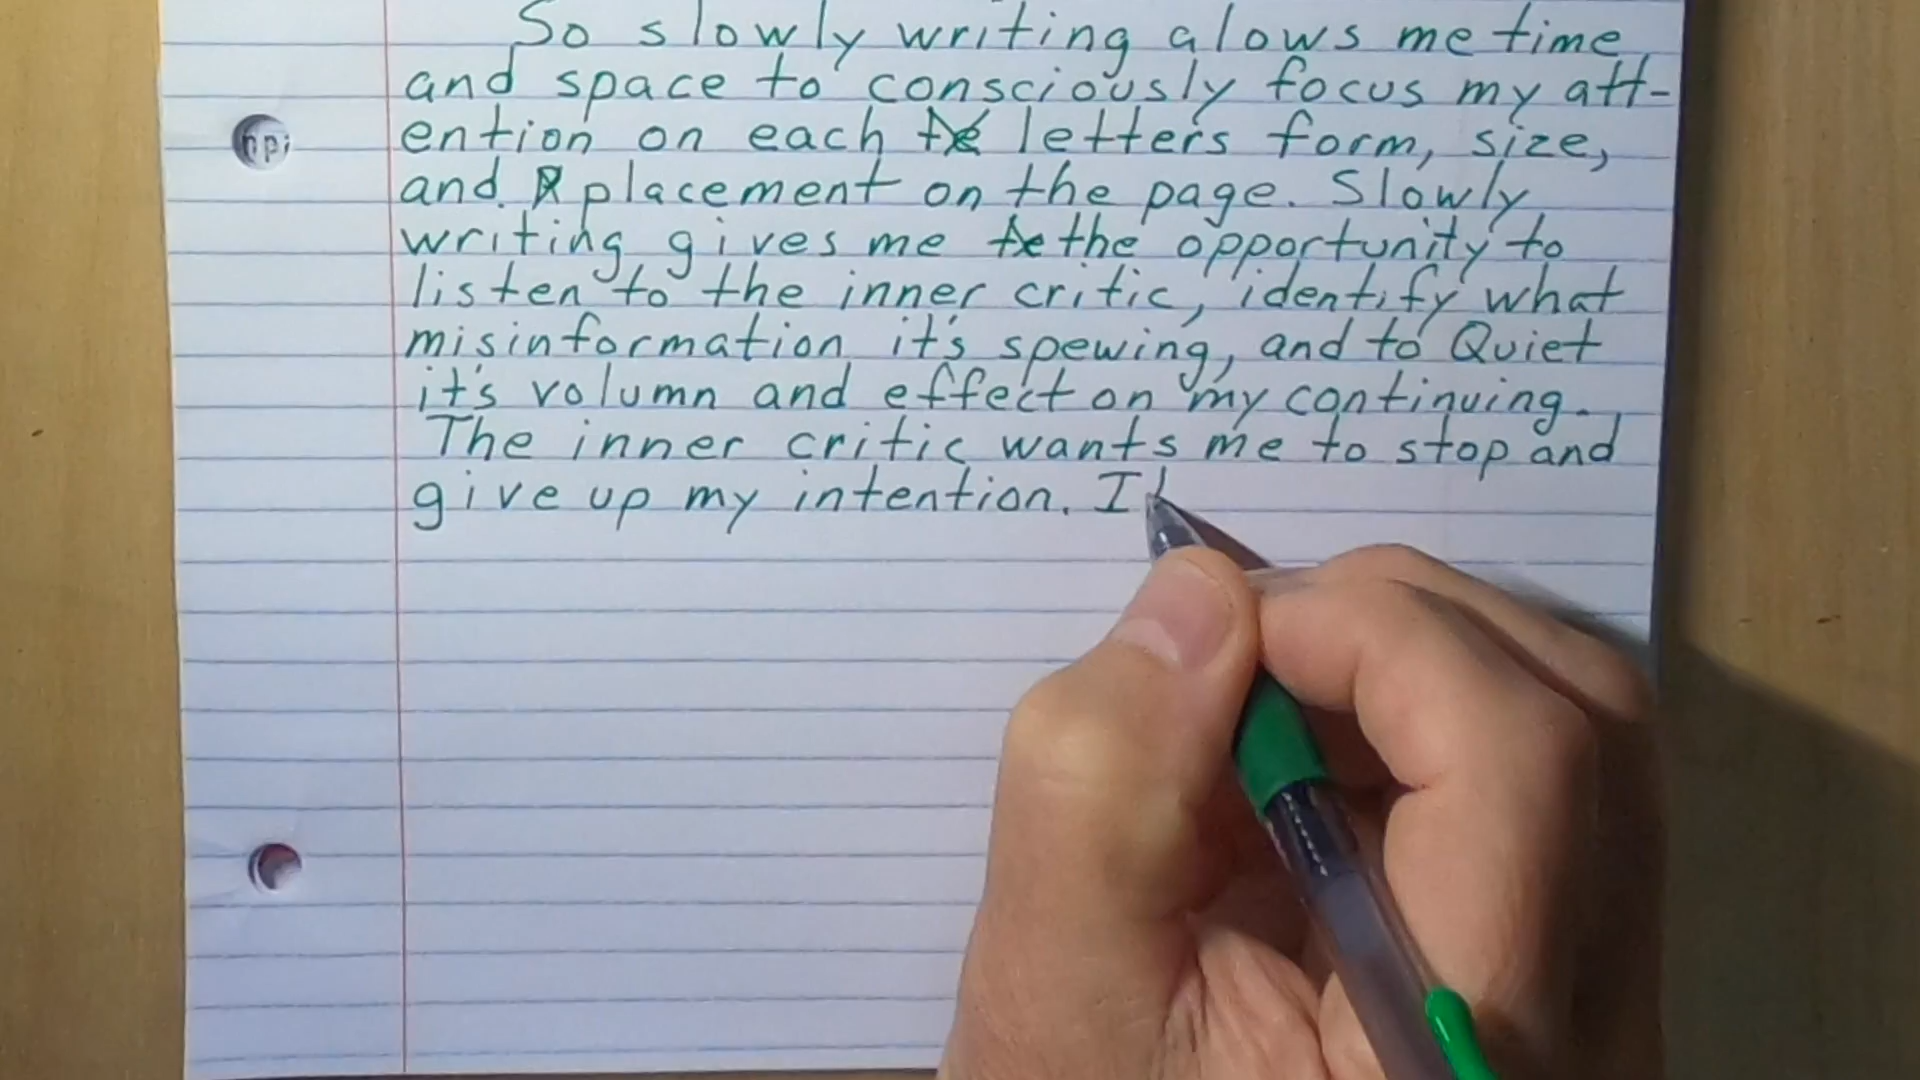 So slowly writing alows me time
and space to consciously focus my att-
ention on each te letters form, size,
and placement on the page. Slowly
writing gives me te the opportunity to
listen to the inner critic, identify what
misinformation it's spewing, and to Quiet
it's volumn and effect on my continuing.
The inner critic wants me to stop and
give up my intention. I